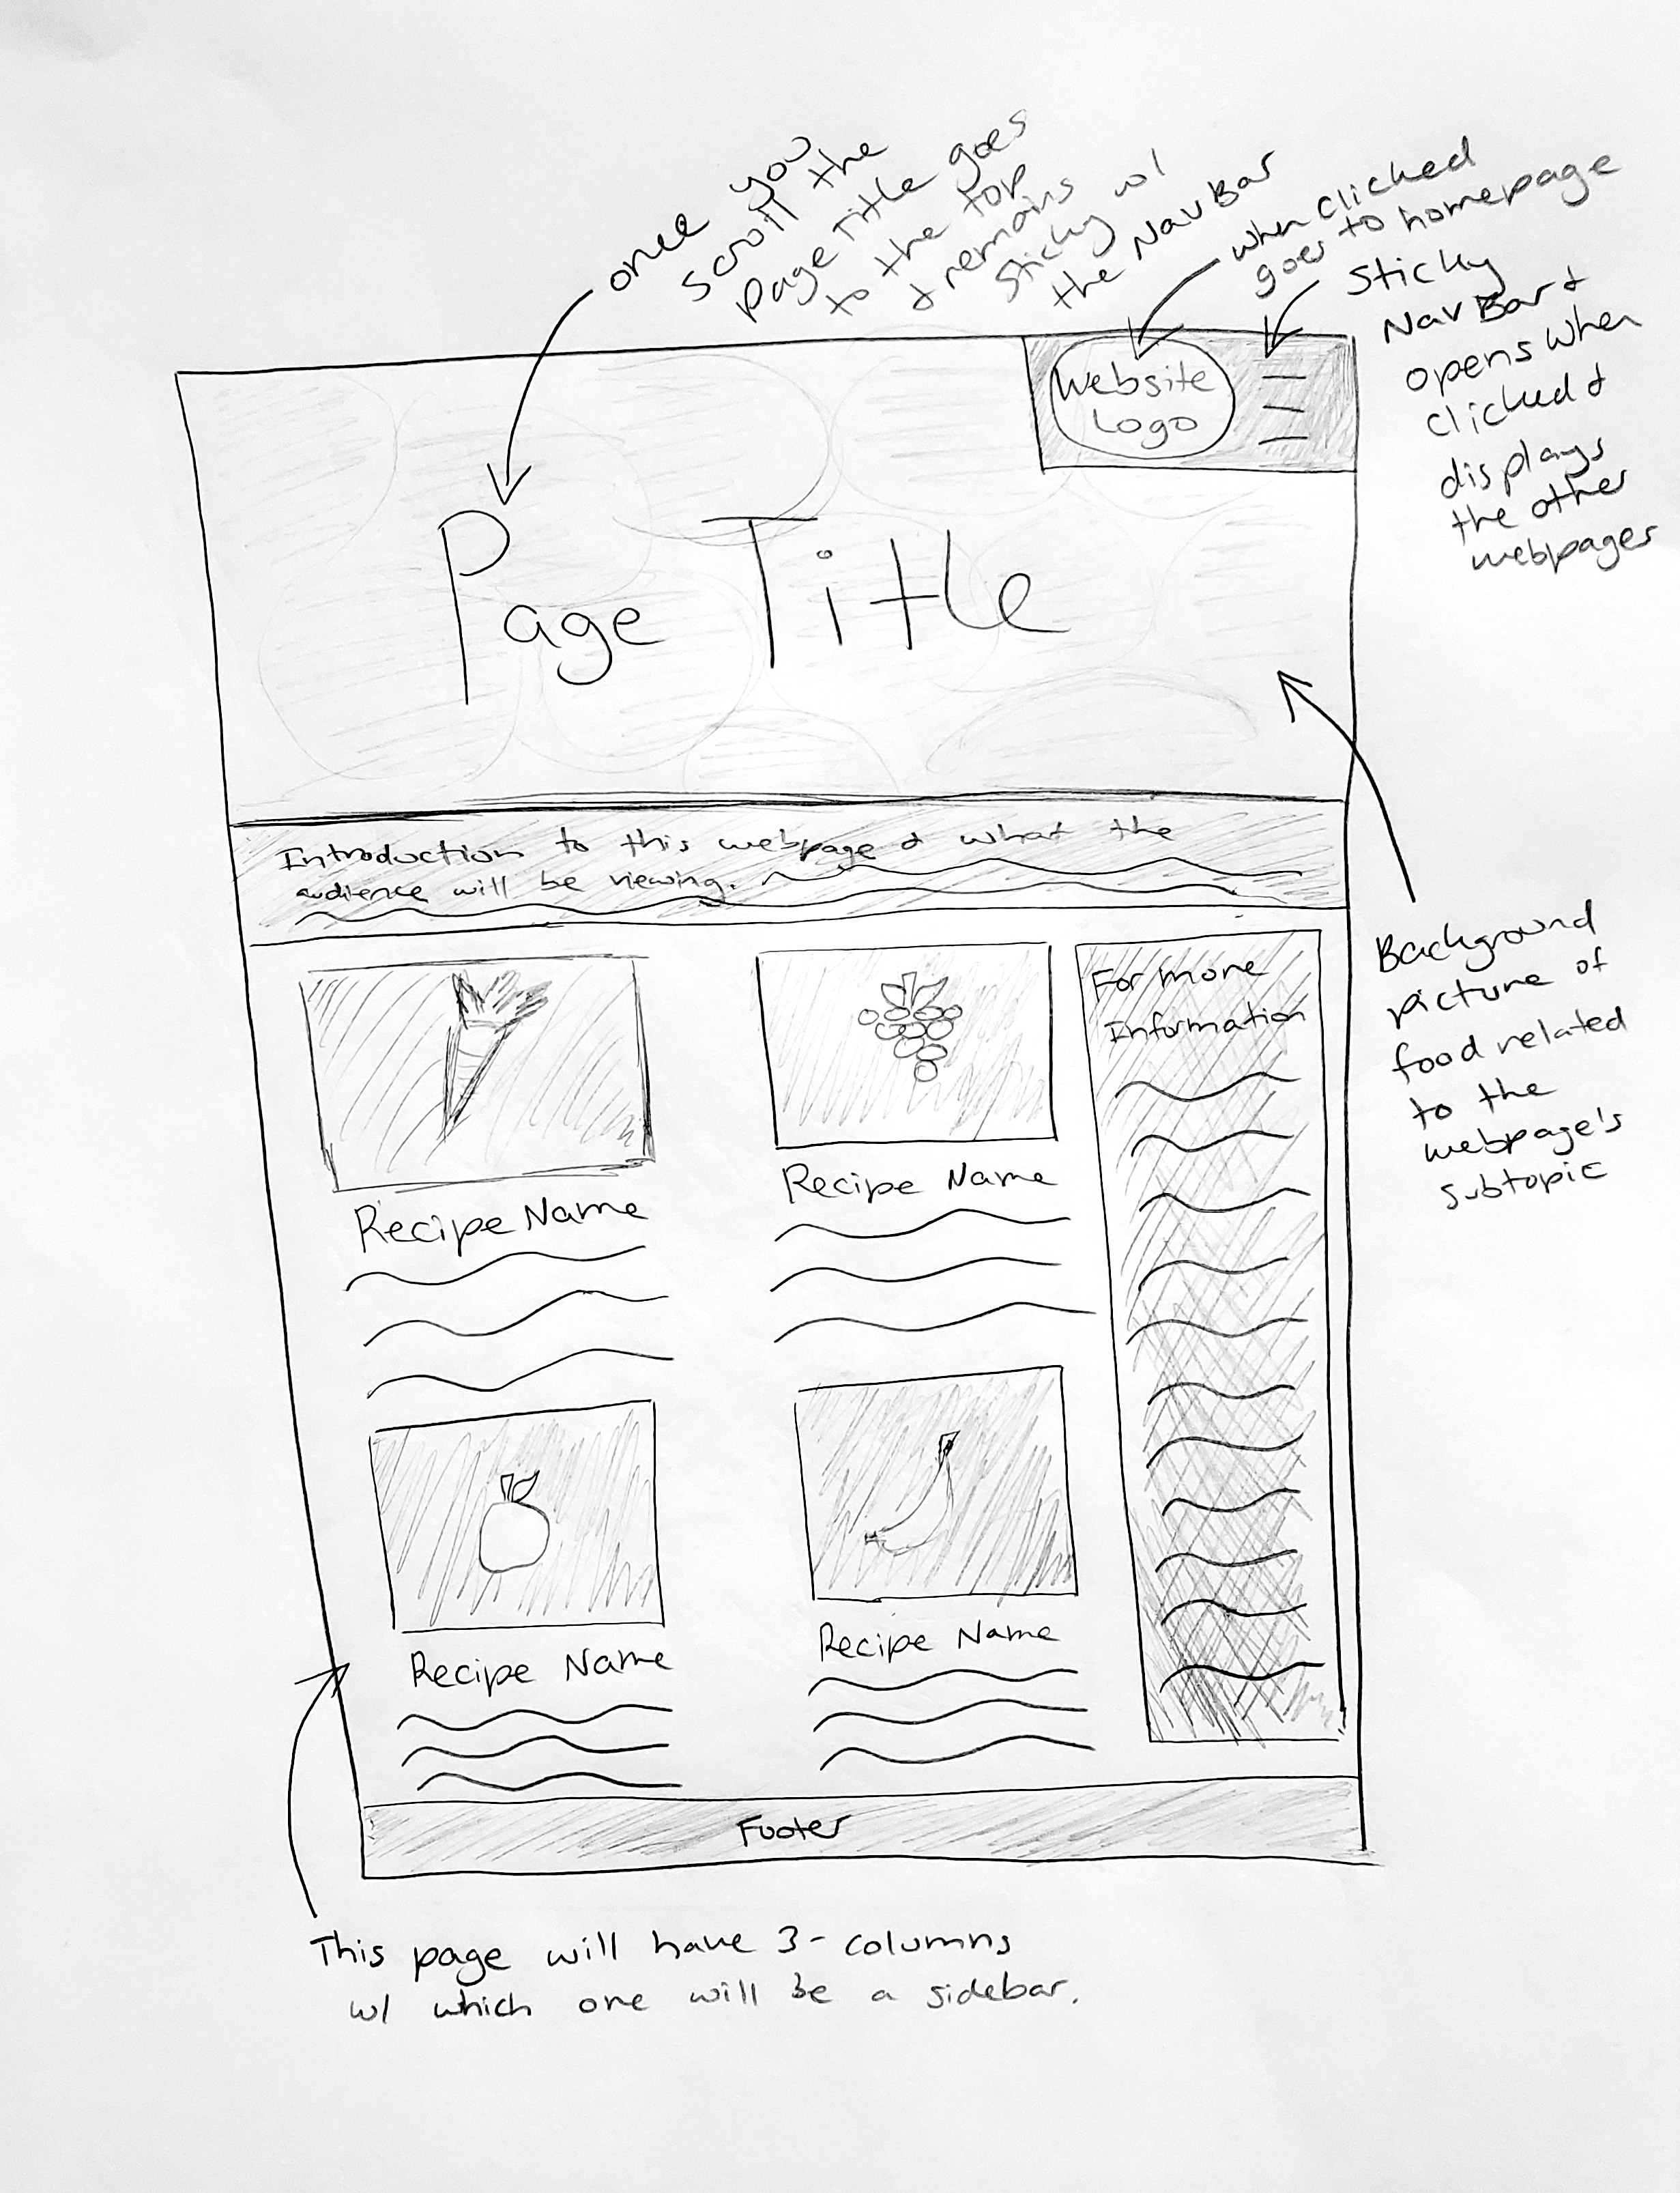 once you
scroll the
page title goes
to the top
& remains
sticky w/
the NavBar
when clicked
goes to homepage
Sticky
NavBar &
opens when
clicked &
displays
the other
webpages
Website
Logo
Page Title
Introduction to this webpage & what the
audience will be viewing.
Background
picture of
food related
to the
webpage's
subtopic
For more
Information
Recipe Name
Recipe Name
Recipe Name
Recipe Name
Footer
This page will have 3-columns
w/ which one will be a sidebar.